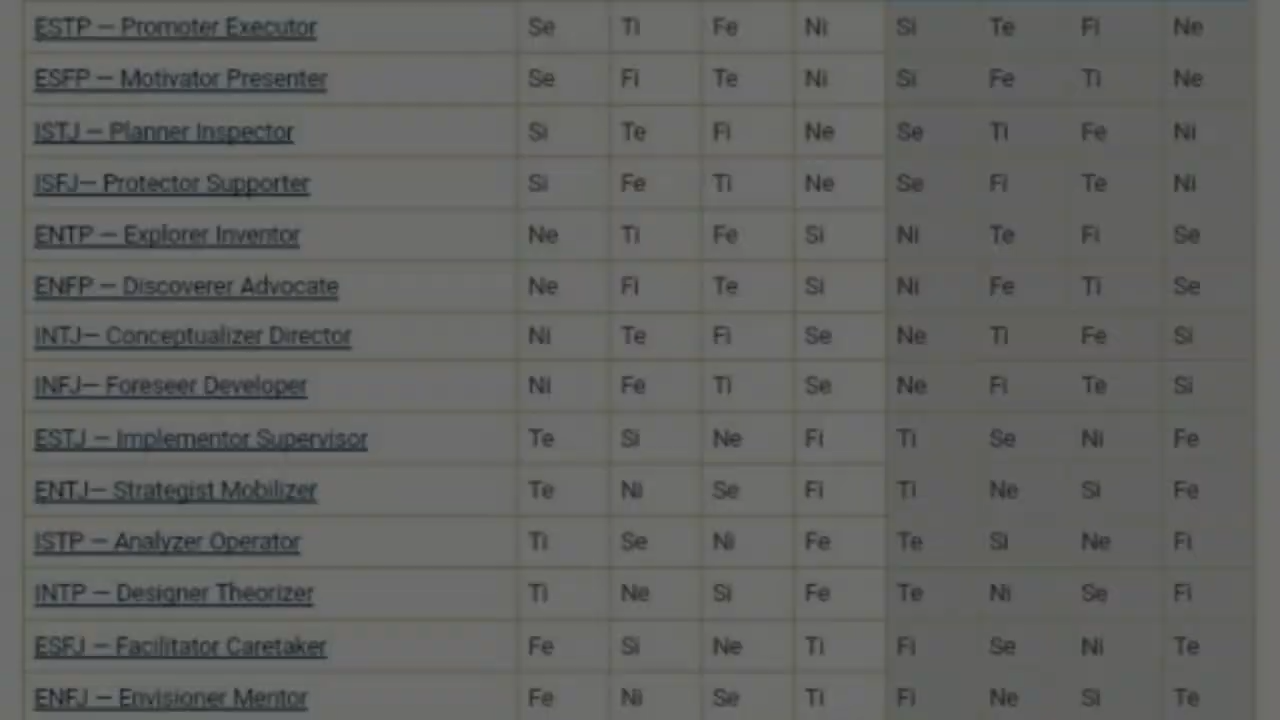 ESTP — Promoter Executor Se Ti Fe Ni Si Te Fi Ne
ESFP — Motivator Presenter Se Fi Te Ni Si Fe Ti Ne
ISTJ — Planner Inspector Si Te Fi Ne Se Ti Fe Ni
ISFJ— Protector Supporter Si Fe Ti Ne Se Fi Te Ni
ENTP — Explorer Inventor Ne Ti Fe Si Ni Te Fi Se
ENFP — Discoverer Advocate Ne Fi Te Si Ni Fe Ti Se
INTJ— Conceptualizer Director Ni Te Fi Se Ne Ti Fe Si
INFJ— Foreseer Developer Ni Fe Ti Se Ne Fi Te Si
ESTJ — Implementor Supervisor Te Si Ne Fi Ti Se Ni Fe
ENTJ— Strategist Mobilizer Te Ni Se Fi Ti Ne Si Fe
ISTP — Analyzer Operator Ti Se Ni Fe Te Si Ne Fi
INTP — Designer Theorizer Ti Ne Si Fe Te Ni Se Fi
ESFJ — Facilitator Caretaker Fe Si Ne Ti Fi Se Ni Te
ENFJ — Envisioner Mentor Fe Ni Se Ti Fi Ne Si Te